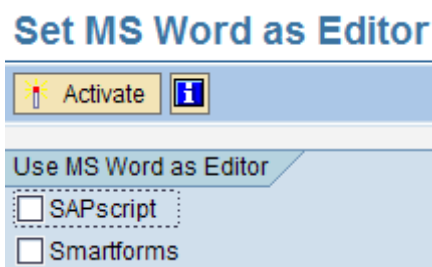 Set MS Word as Editor
Activate
Use MS Word as Editor
SAPscript
Smartforms